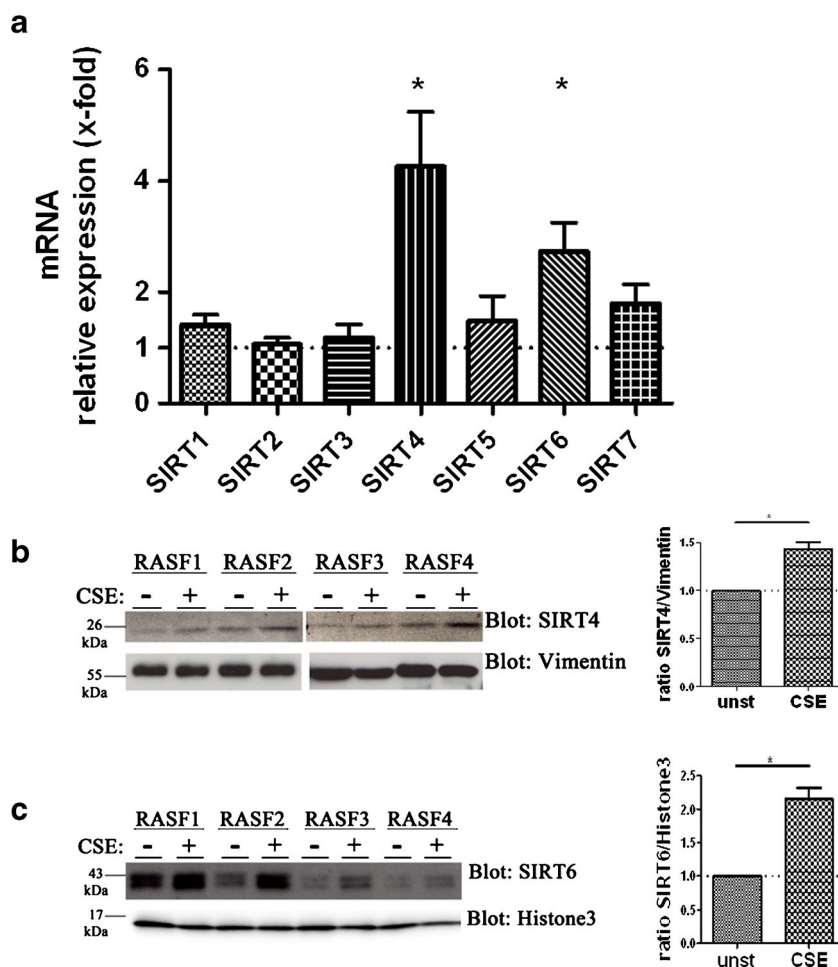 a
mRNA
relative expression (x-fold)
6
4
2
1
0
* *
SIRT1 SIRT2 SIRT3 SIRT4 SIRT5 SIRT6 SIRT7
b
RASF1 RASF2 RASF3 RASF4
CSE: - + - + - + - +
26
kDa
Blot: SIRT4
55
kDa
Blot: Vimentin
ratio SIRT4/Vimentin
1.5
1.0
0.5
0.0
*
unst CSE
c
RASF1 RASF2 RASF3 RASF4
CSE: - + - + - + - +
43
kDa
Blot: SIRT6
17
kDa
Blot: Histone3
ratio SIRT6/Histone3
2.5
2.0
1.5
1.0
0.5
0.0
*
unst CSE